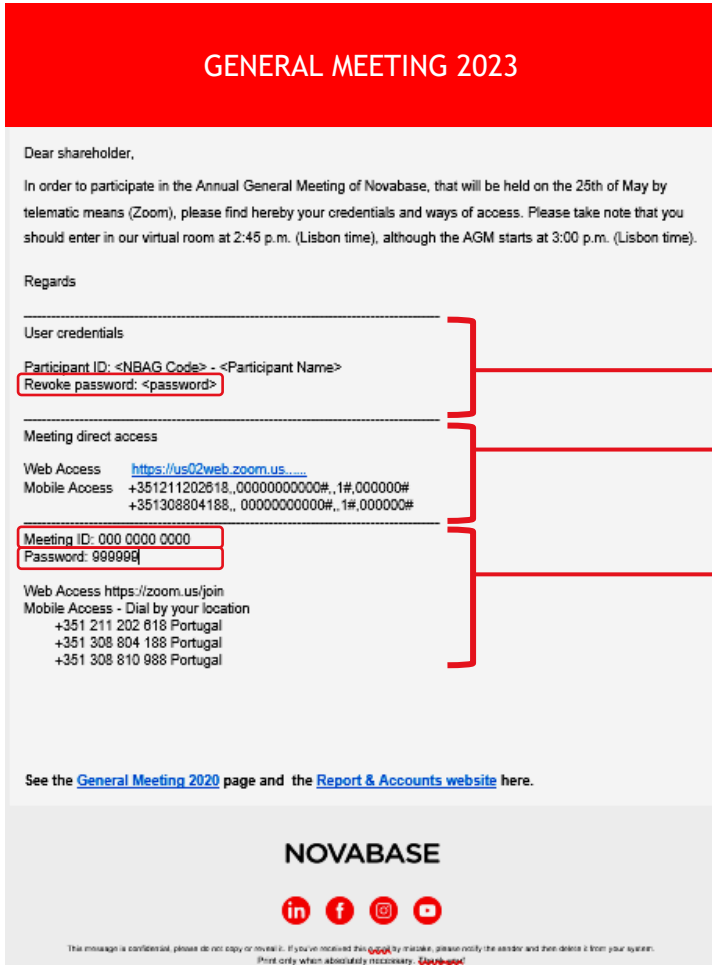 GENERAL MEETING 2023
Dear shareholder,
In order to participate in the Annual General Meeting of Novabase, that will be held on the 25th of May by
telematic means (Zoom), please find hereby your credentials and ways of access. Please take note that you
should enter in our virtual room at 2:45 p.m. (Lisbon time), although the AGM starts at 3:00 p.m. (Lisbon time).
Regards
User credentials
Participant ID: <NBAG Code> - <Participant Name>
Revoke password: <password>
Meeting direct access
Web Access https://us02web.zoom.us......
Mobile Access +351211202618,,00000000000#,,1#,000000#
+351308804188,, 00000000000#,,1#,000000#
Meeting ID: 000 0000 0000
Password: 999999
Web Access https://zoom.us/join
Mobile Access - Dial by your location
+351 211 202 618 Portugal
+351 308 804 188 Portugal
+351 308 810 988 Portugal
See the General Meeting 2020 page and the Report & Accounts website here.
NOVABASE
in f
This message is confidential, please do not copy or reveal it. If you've received this e-mail by mistake, please notify the sender and then delete it from your system.
Print only when absolutely necessary. Thank you!